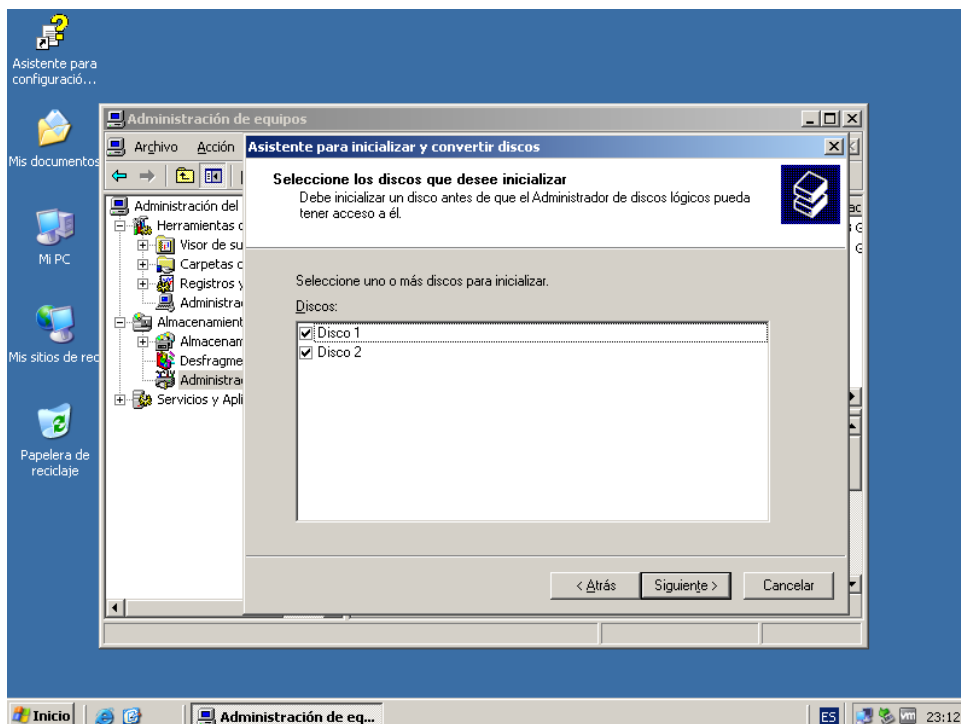 Asistente para
configuració...
Mis documentos
Mi PC
Mis sitios de rec
Papelera de
reciclaje
Administración de equipos
Archivo Acción
Administración del
Herramientas
Visor de su
Carpetas
Registros y
Administra
Almacenamient
Almacenam
Desfragme
Administra
Servicios y Apli
Asistente para inicializar y convertir discos
Seleccione los discos que desee inicializar
Debe inicializar un disco antes de que el Administrador de discos lógicos pueda
tener acceso a él.
Seleccione uno o más discos para inicializar.
Discos:
Disco 1
Disco 2
< Atrás
Siguiente >
Cancelar
Inicio
Administración de eq...
ES
vm
23:12